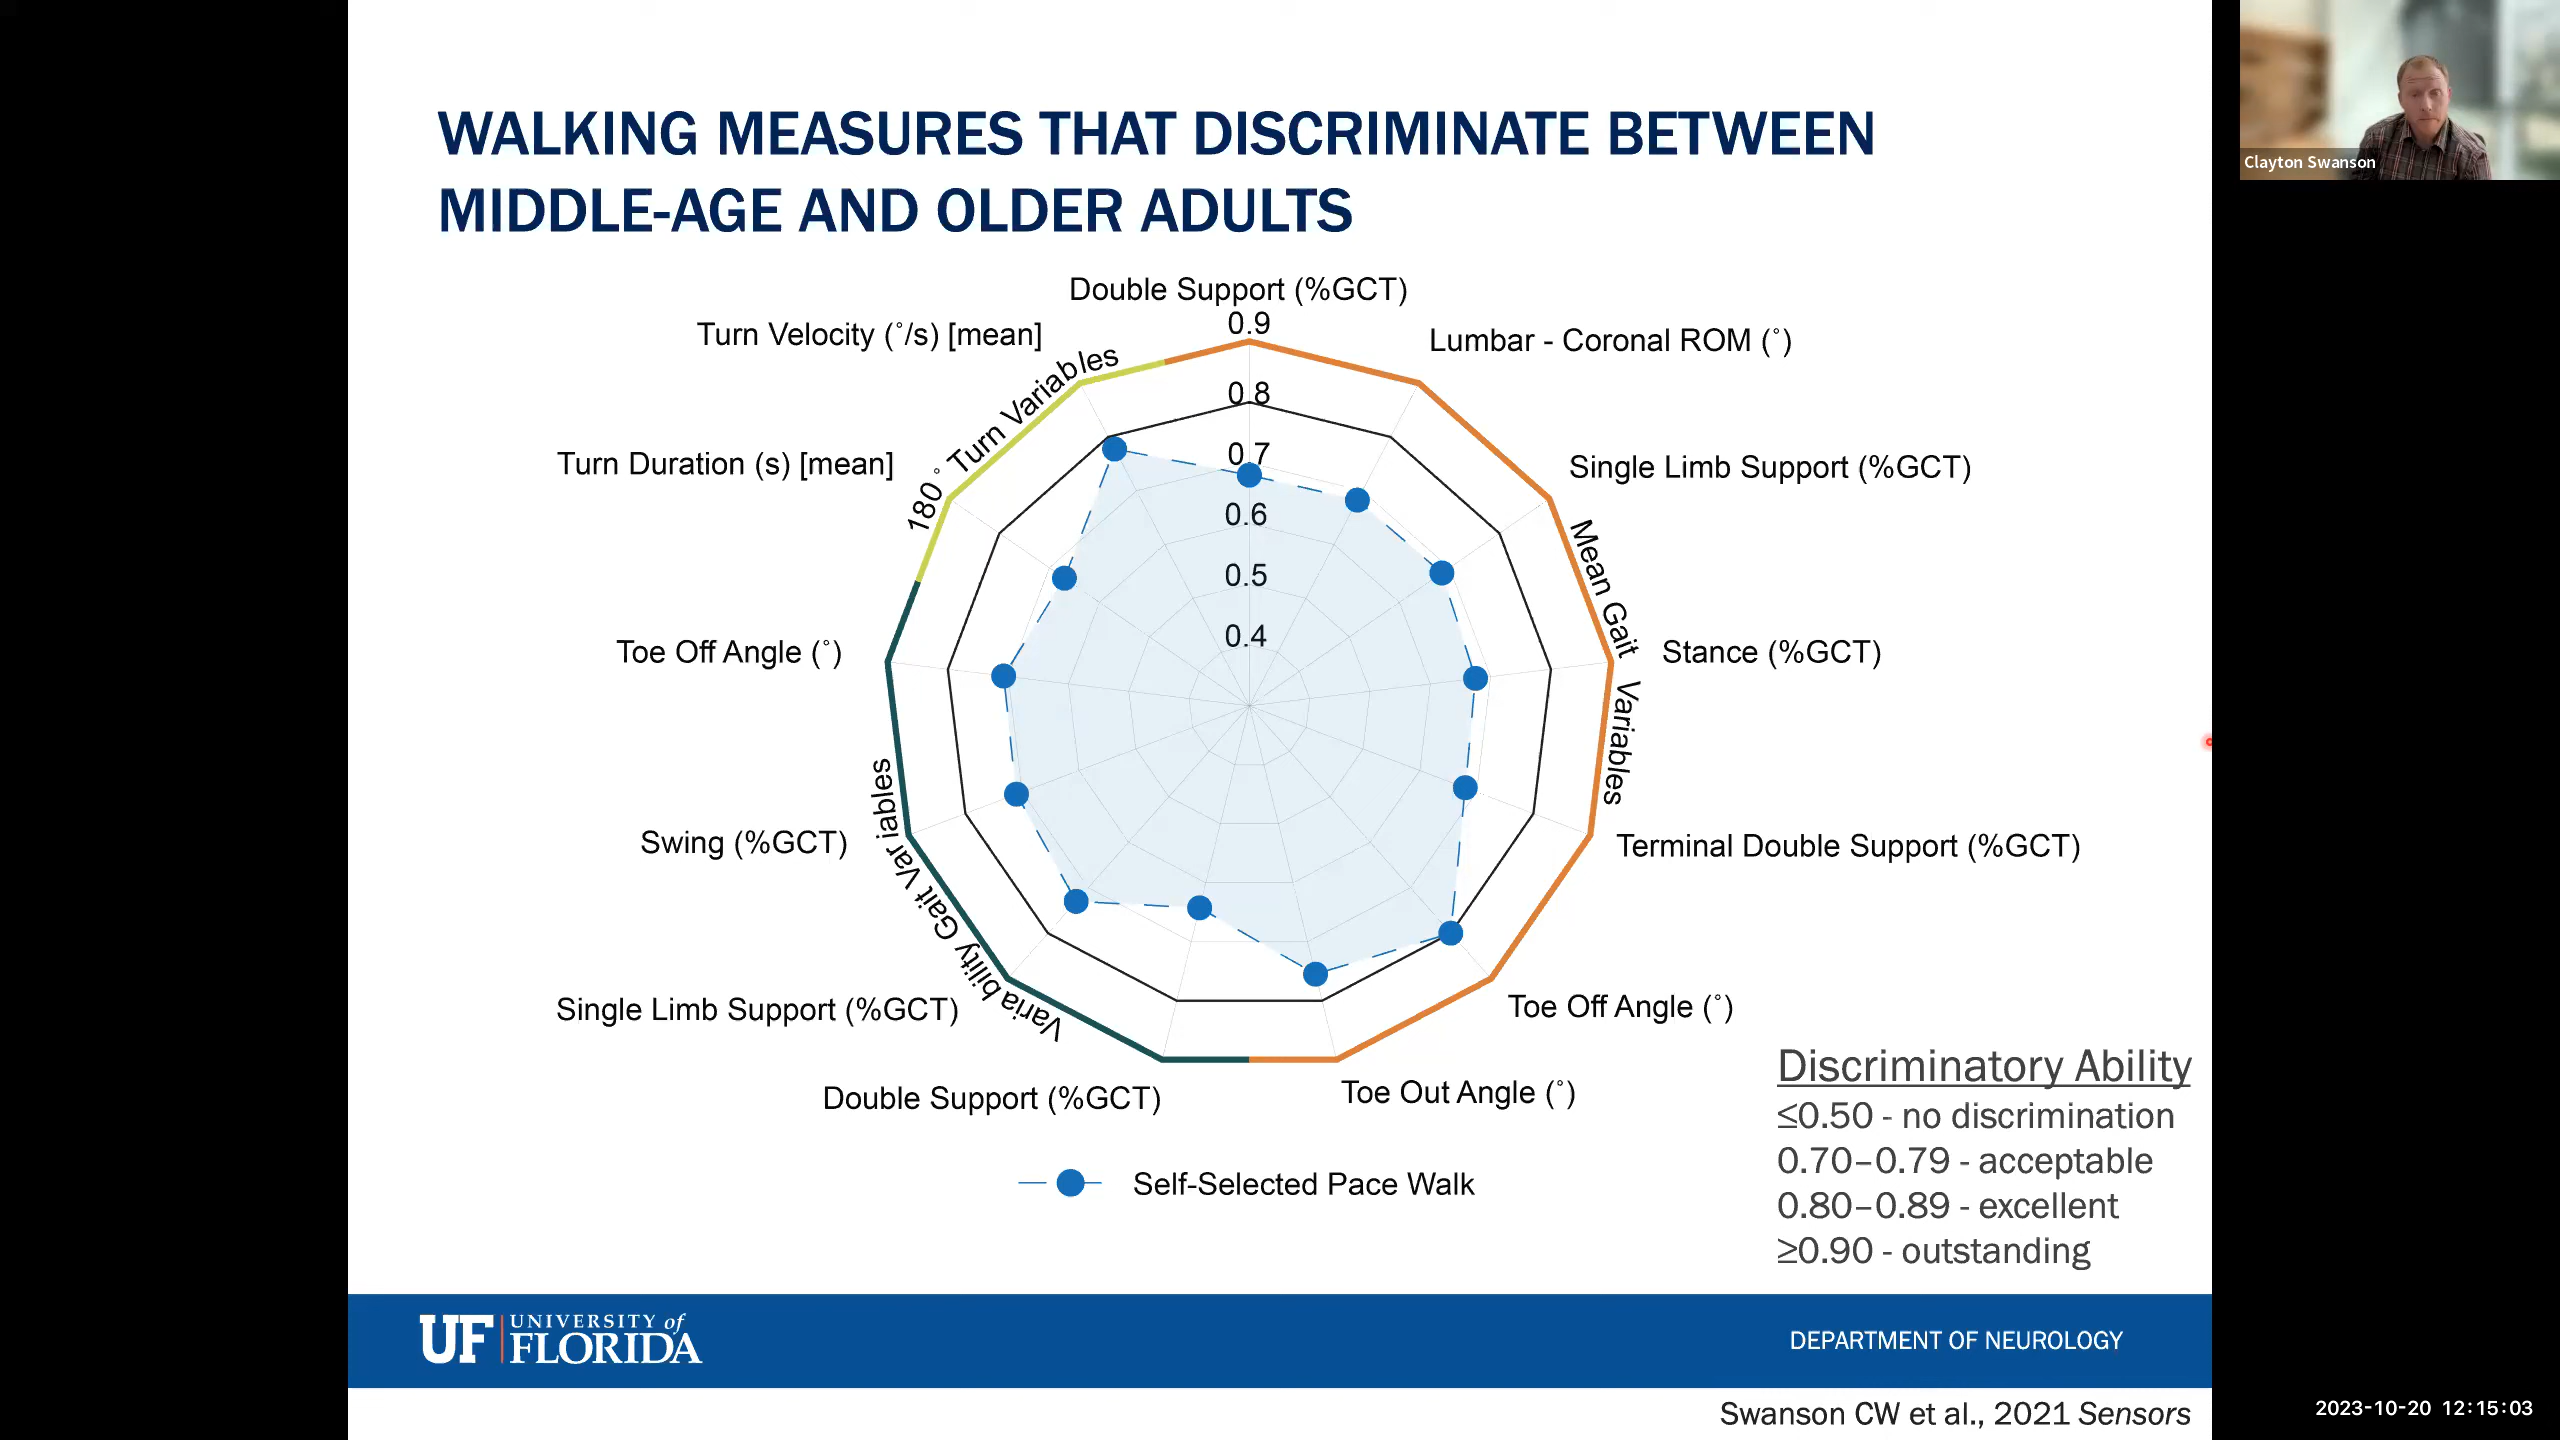 WALKING MEASURES THAT DISCRIMINATE BETWEEN
MIDDLE-AGE AND OLDER ADULTS
Clayton Swanson
Double Support (%GCT)
Turn Velocity (°/s) [mean]
Lumbar - Coronal ROM (°)
Turn Duration (s) [mean]
Single Limb Support (%GCT)
Toe Off Angle (°)
Stance (%GCT)
Swing (%GCT)
Terminal Double Support (%GCT)
Single Limb Support (%GCT)
Toe Off Angle (°)
Double Support (%GCT)
Toe Out Angle (°)
0.9
0.8
0.7
0.6
0.5
0.4
180° Turn Variables
Mean Gait Variables
Variability Gait Variables
Self-Selected Pace Walk
Discriminatory Ability
≤0.50 - no discrimination
0.70–0.79 - acceptable
0.80–0.89 - excellent
≥0.90 - outstanding
UF UNIVERSITY of
FLORIDA
DEPARTMENT OF NEUROLOGY
Swanson CW et al., 2021 Sensors
2023-10-20 12:15:03